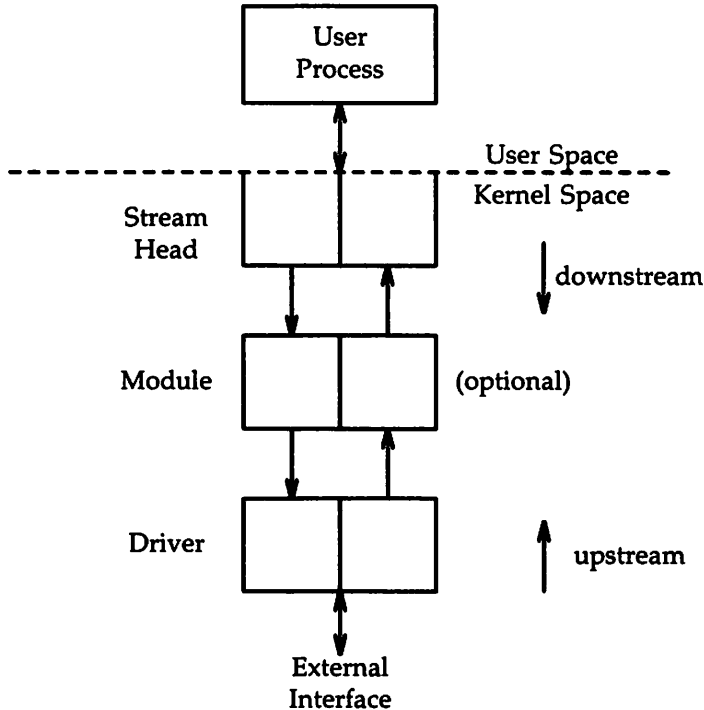 User
Process
User Space
Kernel Space
Stream
Head
downstream
Module
(optional)
Driver
upstream
External
Interface